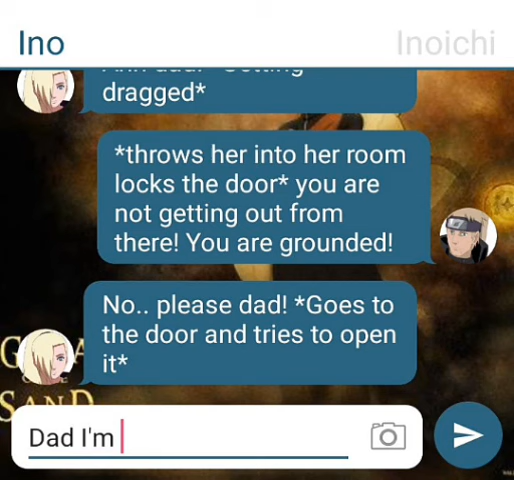 Ino
Inoichi
dragged*
*throws her into her room
locks the door* you are
not getting out from
there! You are grounded!
No.. please dad! *Goes to
the door and tries to open
it*
SAND
Dad I'm